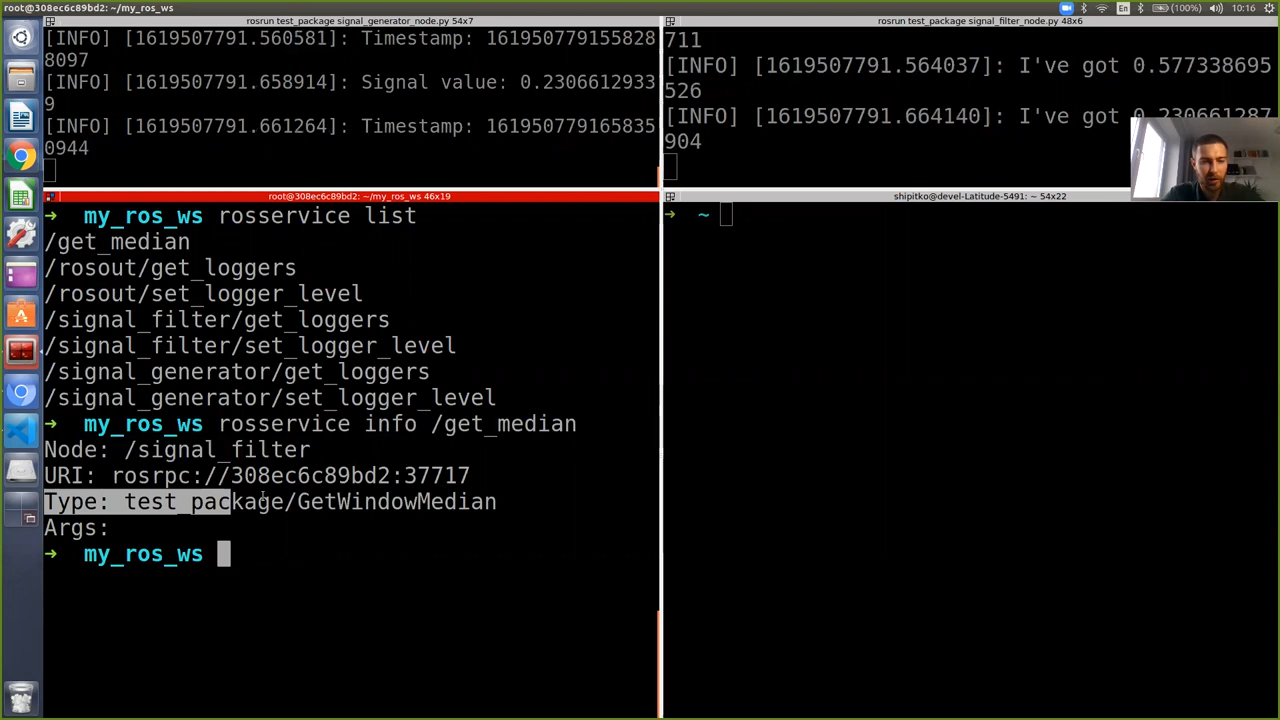 root@308ec6c89bd2: ~/my_ros_ws
En
(100%)
10:16
rosrun test_package signal_generator_node.py 54x7
[INFO] [1619507791.560581]: Timestamp: 161950779155828
8097
[INFO] [1619507791.658914]: Signal value: 0.2306612933
9
[INFO] [1619507791.661264]: Timestamp: 161950779165835
0944
rosrun test_package signal_filter_node.py 48x6
711
[INFO] [1619507791.564037]: I've got 0.577338695
526
[INFO] [1619507791.664140]: I've got 0.230661287
904
root@308ec6c89bd2: ~/my_ros_ws 46x19
➜ my_ros_ws rosservice list
/get_median
/rosout/get_loggers
/rosout/set_logger_level
/signal_filter/get_loggers
/signal_filter/set_logger_level
/signal_generator/get_loggers
/signal_generator/set_logger_level
➜ my_ros_ws rosservice info /get_median
Node: /signal_filter
URI: rosrpc://308ec6c89bd2:37717
Type: test_package/GetWindowMedian
Args:
➜ my_ros_ws
shipitko@devel-Latitude-5491: ~ 54x22
➜ ~